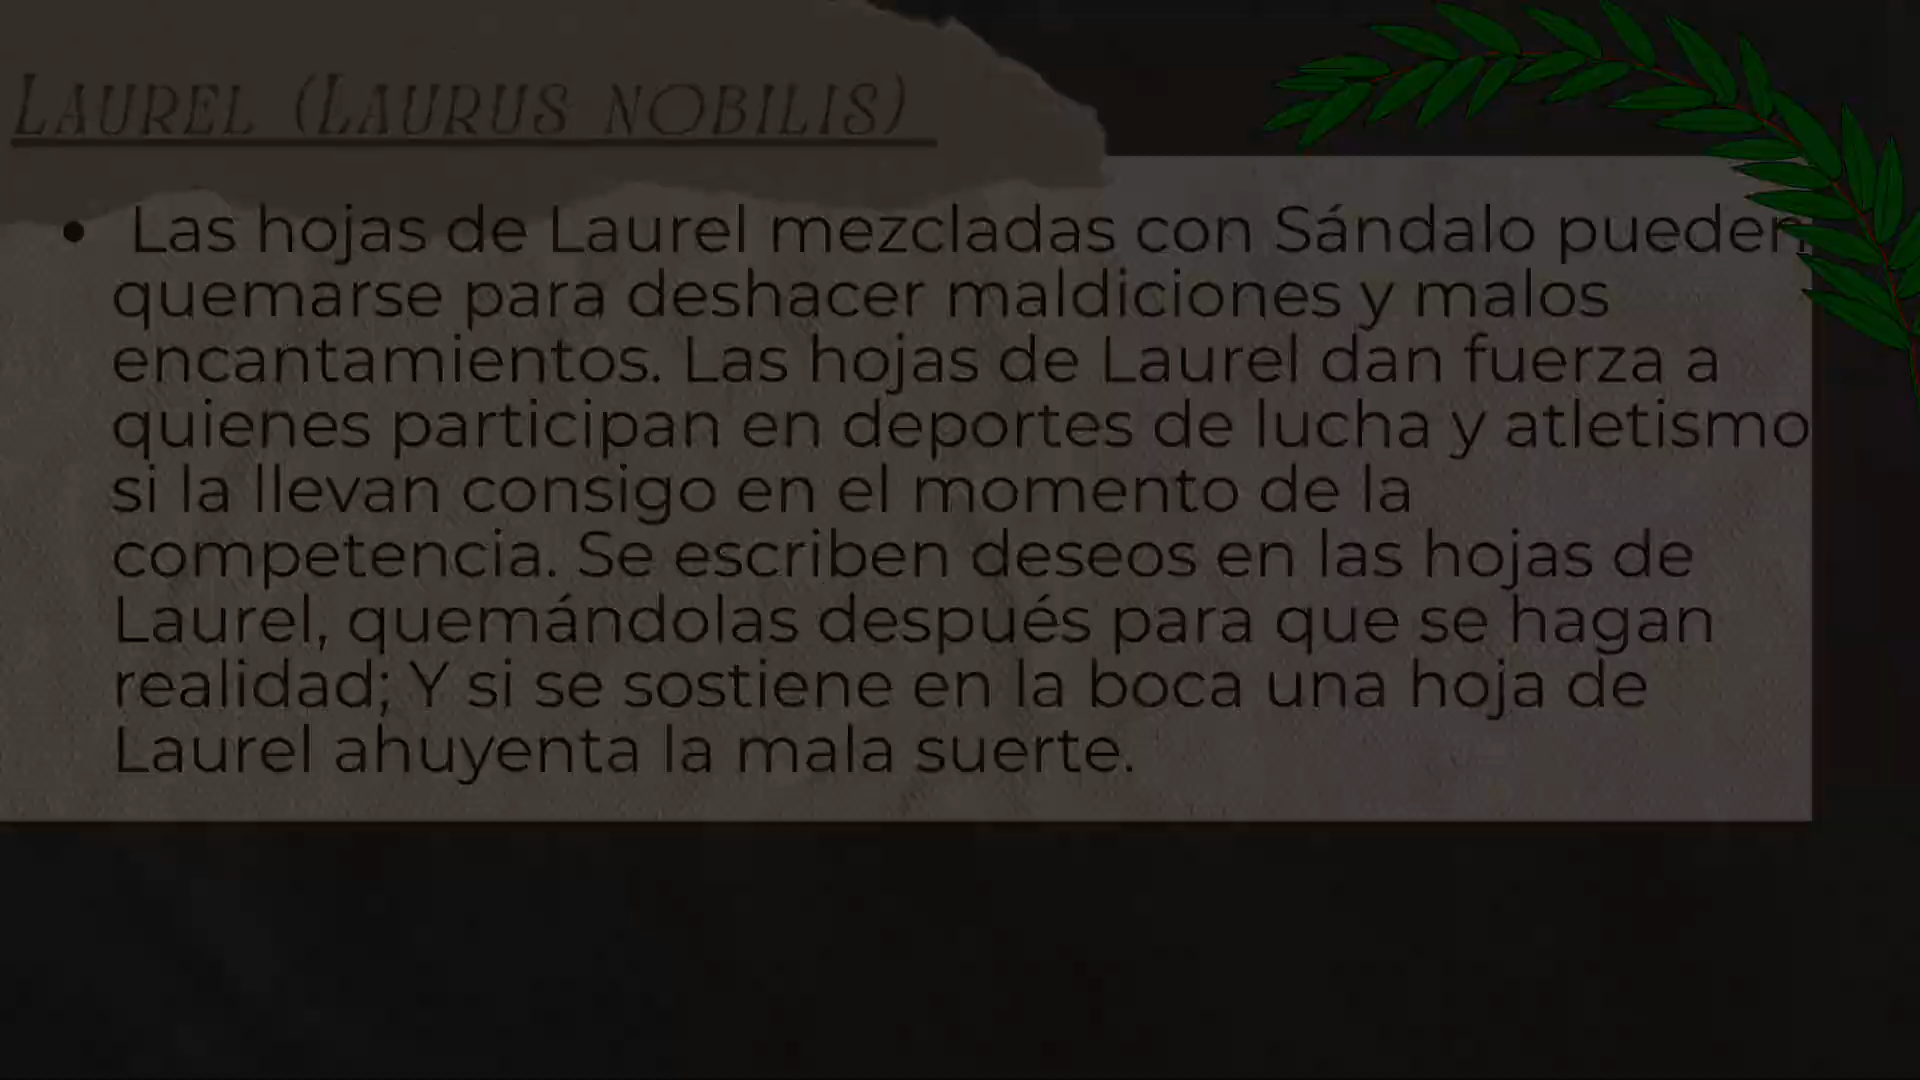 Laurel (Laurus nobilis)
• Las hojas de Laurel mezcladas con Sándalo pueden
quemarse para deshacer maldiciones y malos
encantamientos. Las hojas de Laurel dan fuerza a
quienes participan en deportes de lucha y atletismo
si la llevan consigo en el momento de la
competencia. Se escriben deseos en las hojas de
Laurel, quemándolas después para que se hagan
realidad; Y si se sostiene en la boca una hoja de
Laurel ahuyenta la mala suerte.